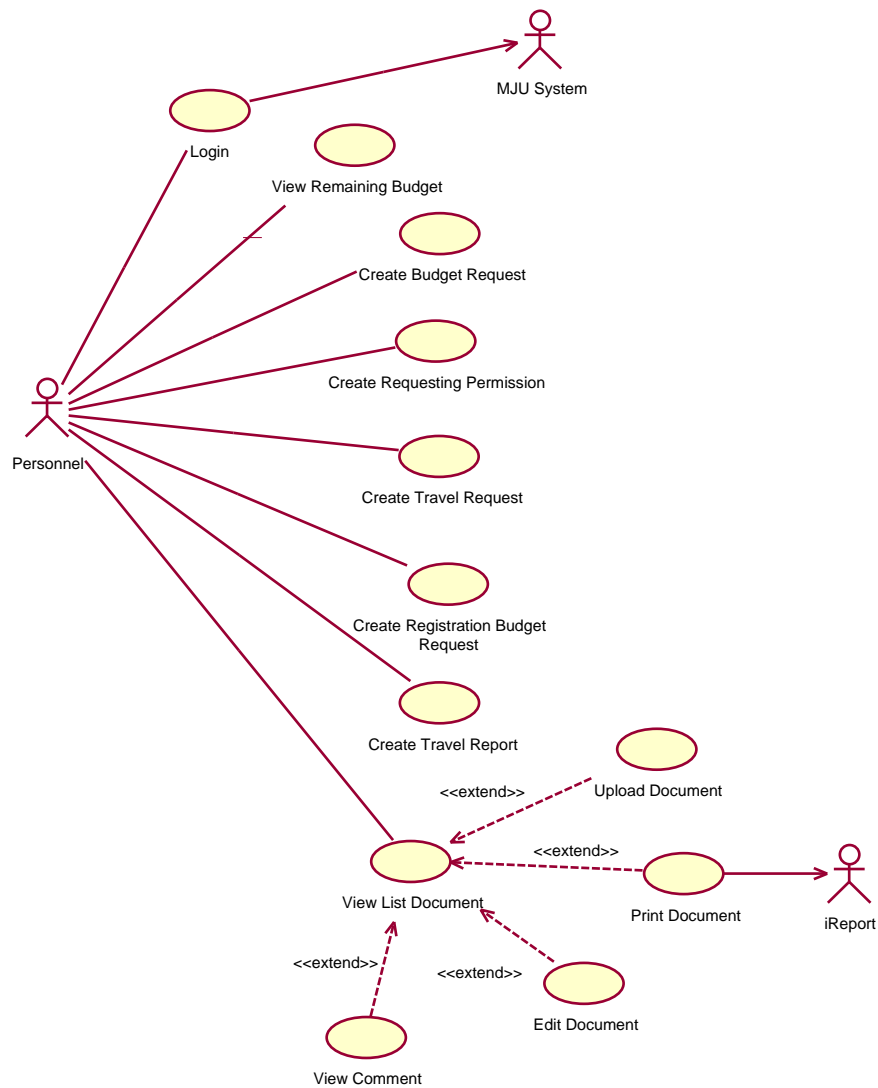 MJU System
Login
View Remaining Budget
Create Budget Request
Create Requesting Permission
Personnel
Create Travel Request
Create Registration Budget
Request
Create Travel Report
Upload Document
<<extend>>
<<extend>>
View List Document
Print Document
iReport
<<extend>>
<<extend>>
Edit Document
View Comment